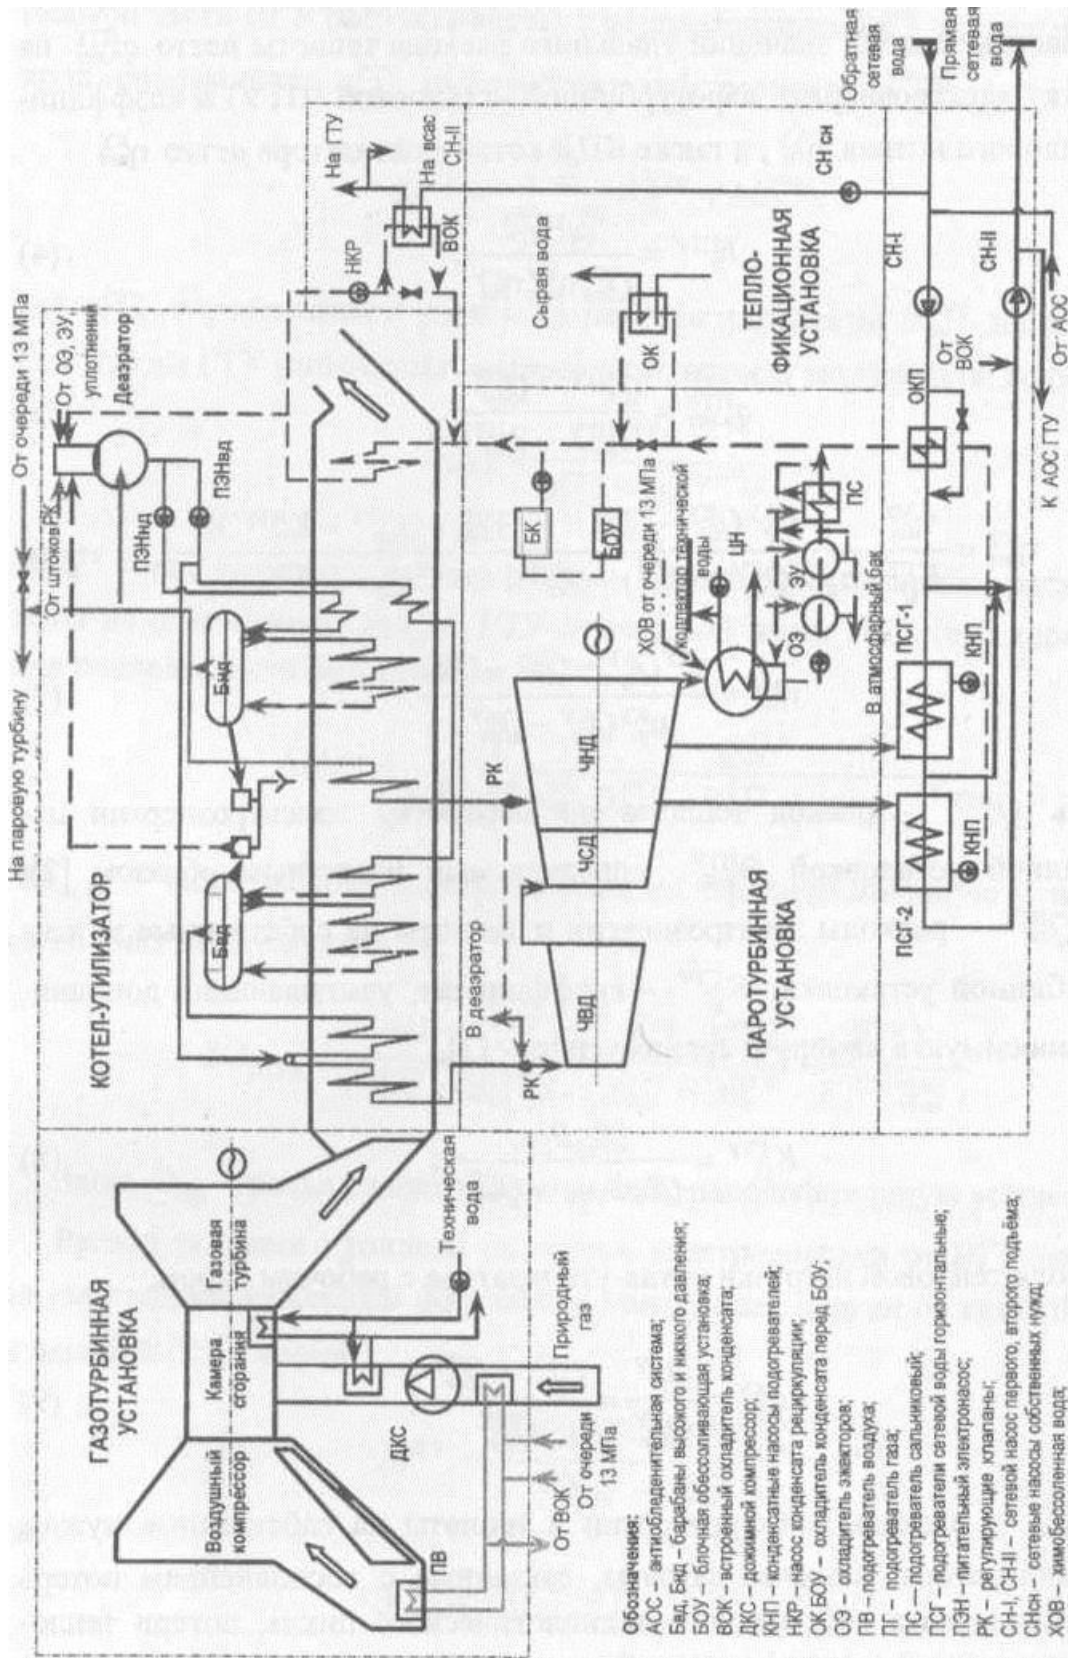 ГАЗОТУРБИННАЯ
УСТАНОВКА
Воздушный
компрессор
Камера
сгорания
Газовая
турбина
ПВ
ДКС
Техническая
вода
Природный
газ
От ВОК
От очереди
13 МПа
КОТЕЛ-УТИЛИЗАТОР
Бвд
Бнд
На паровую турбину
От очереди 13 МПа
От штоков РК
От ОЭ, ЭУ,
уплотнений
Деаэратор
ПЭНнд
ПЭНвд
На ГТУ
На всас
СН-II
НКР
ВОК
Сырая вода
ОК
БК
БОУ
ХОВ от очереди 13 МПа
Коллектор технической
воды
ЦН
ОЭ
ЭУ
ПС
В деаэратор
РК
РК
ЧВД
ЧСД
ЧНД
ПАРОТУРБИННАЯ
УСТАНОВКА
ТЕПЛО-
ФИКАЦИОННАЯ
УСТАНОВКА
В атмосферный бак
ПСГ-2
ПСГ-1
КНП
КНП
ОКП
От
ВОК
СН-I
СН-II
СН сн
Обратная
сетевая
вода
Прямая
сетевая
вода
К АОС ГТУ
От АОС
Обозначения:
АОС – антиобледенительная система;
Бвд, Бнд – барабаны высокого и низкого давления;
БОУ – блочная обессоливающая установка;
ВОК – встроенный охладитель конденсата;
ДКС – дожимной компрессор;
КНП – конденсатные насосы подогревателей;
НКР – насос конденсата рециркуляции;
ОК БОУ – охладитель конденсата перед БОУ;
ОЭ – охладитель эжекторов;
ПВ – подогреватель воздуха;
ПГ – подогреватель газа;
ПС – подогреватель сальниковый;
ПСГ – подогреватели сетевой воды горизонтальные;
ПЭН – питательный электронасос;
РК – регулирующие клапаны;
СН-I, СН-II – сетевой насос первого, второго подъёма;
СНсн – сетевые насосы собственных нужд;
ХОВ – химобессоленная вода;
(4)